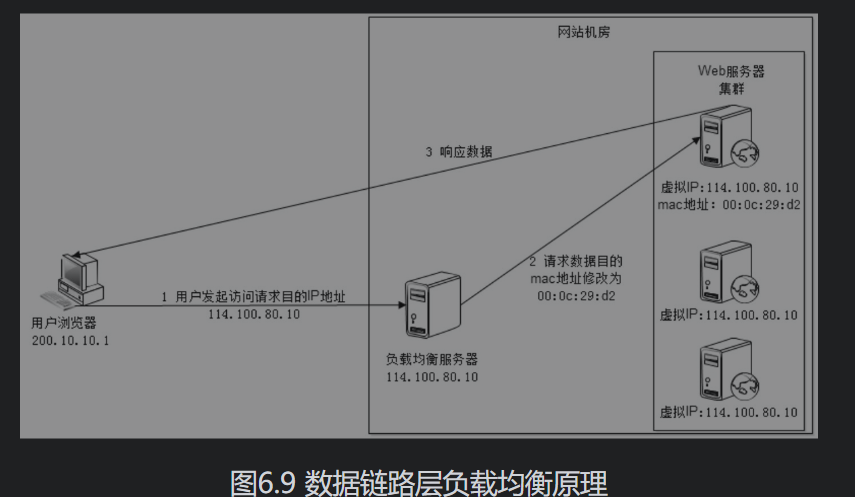 网站机房
Web服务器
集群
3 响应数据
虚拟IP:114.100.80.10
mac地址: 00:0c:29:d2
2 请求数据目的
mac地址修改为
00:0c:29:d2
1 用户发起访问请求目的IP地址
114.100.80.10
用户浏览器
200.10.10.1
负载均衡服务器
114.100.80.10
虚拟IP:114.100.80.10
虚拟IP:114.100.80.10
图6.9 数据链路层负载均衡原理